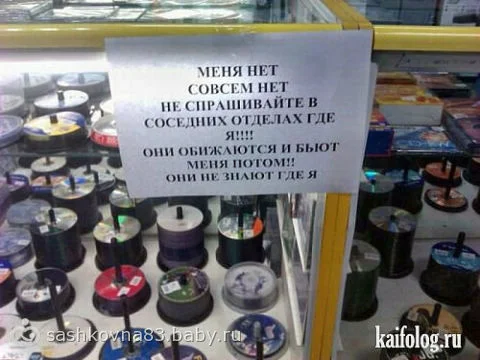 МЕНЯ НЕТ
СОВСЕМ НЕТ
НЕ СПРАШИВАЙТЕ В
СОСЕДНИХ ОТДЕЛАХ ГДЕ
Я!!!!
ОНИ ОБИЖАЮТСЯ И БЬЮТ
МЕНЯ ПОТОМ!!
ОНИ НЕ ЗНАЮТ ГДЕ Я
sashkovna83.baby.ru
kaifolog.ru